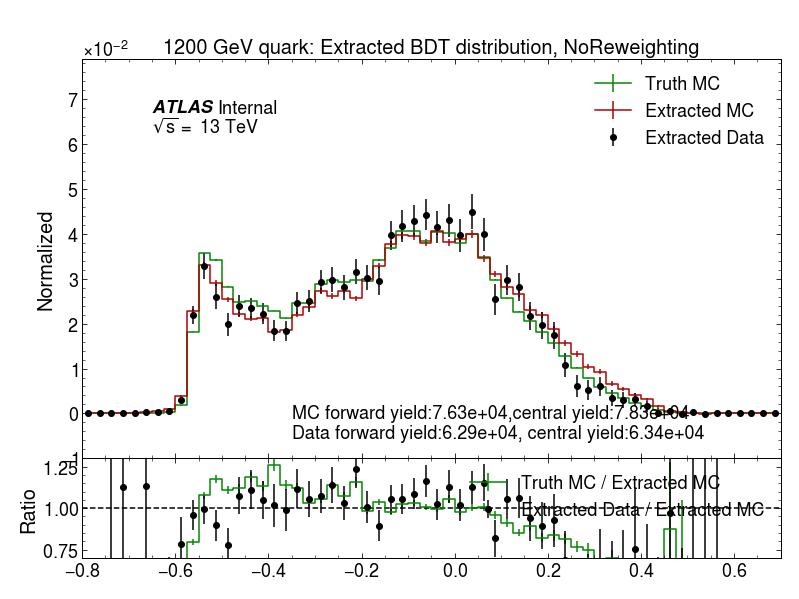 ×10⁻²
1200 GeV quark: Extracted BDT distribution, NoReweighting
ATLAS Internal
√s = 13 TeV
Truth MC
Extracted MC
Extracted Data
Normalized
7
6
5
4
3
2
1
0
MC forward yield:7.63e+04,central yield:7.83e+04
Data forward yield:6.29e+04, central yield:6.34e+04
Ratio
1.25
1.00
0.75
Truth MC / Extracted MC
Extracted Data / Extracted MC
−0.8 −0.6 −0.4 −0.2 0.0 0.2 0.4 0.6